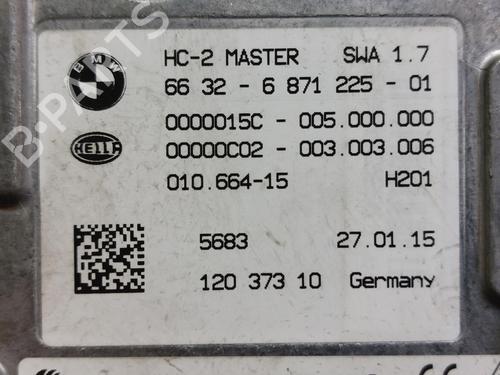 B-PARTS
BMW
HC-2 MASTER SWA 1.7
66 32 - 6 871 225 - 01
0000015C - 005.000.000
HELLA
00000C02 - 003.003.006
010.664-15 H201
5683 27.01.15
120 373 10 Germany